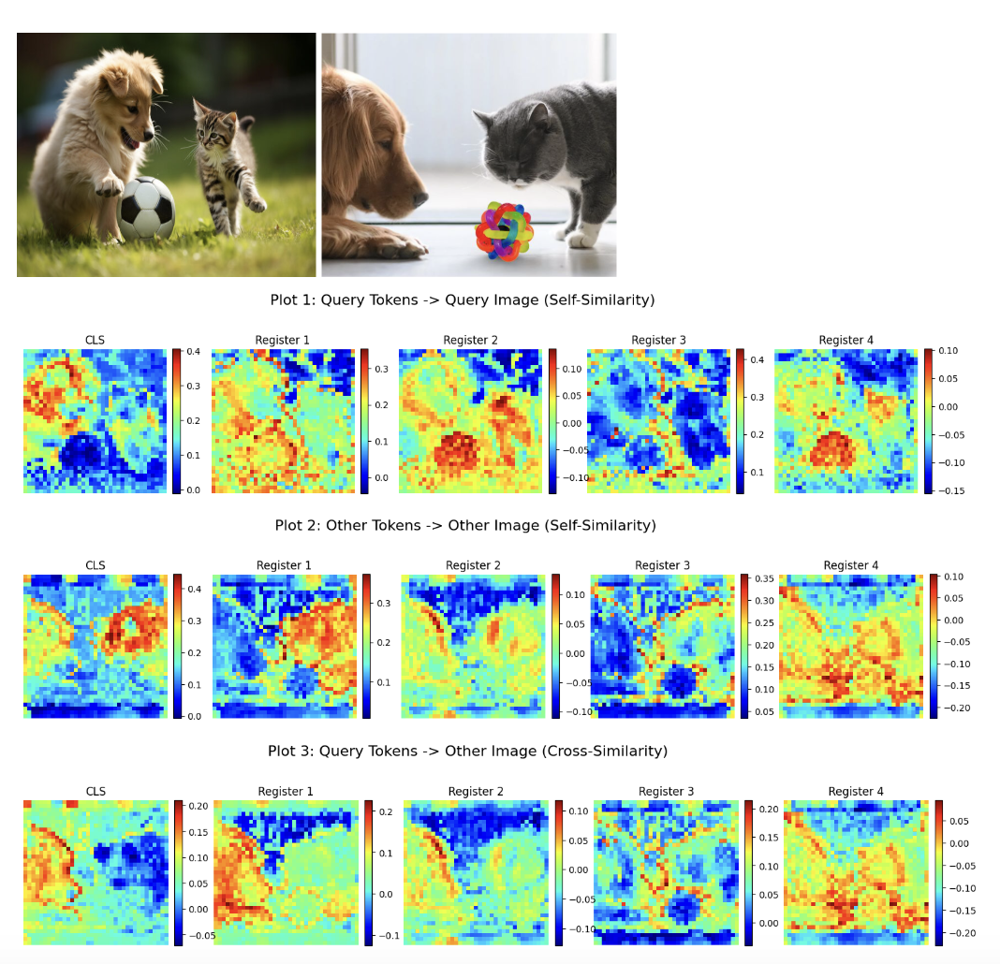 Plot 1: Query Tokens -> Query Image (Self-Similarity)
CLS Register 1 Register 2 Register 3 Register 4
0.4 0.3 0.10 0.4 0.10
0.3 0.2 0.05 0.3 0.05
0.2 0.1 0.00 0.2 0.00
0.1 0.0 −0.05 0.1 −0.05
0.0 −0.10 −0.10
−0.15
Plot 2: Other Tokens -> Other Image (Self-Similarity)
CLS Register 1 Register 2 Register 3 Register 4
0.4 0.3 0.10 0.35 0.10
0.3 0.2 0.05 0.30 0.05
0.2 0.1 0.00 0.25 0.00
0.1 −0.05 0.20 −0.05
0.0 −0.10 0.15 −0.10
0.10 −0.15
0.05 −0.20
Plot 3: Query Tokens -> Other Image (Cross-Similarity)
CLS Register 1 Register 2 Register 3 Register 4
0.20 0.2 0.10 0.20 0.05
0.15 0.1 0.05 0.15 0.00
0.10 0.0 0.00 0.10 −0.05
0.05 −0.1 −0.05 0.05 −0.10
0.00 −0.10 0.00 −0.15
−0.05 −0.20